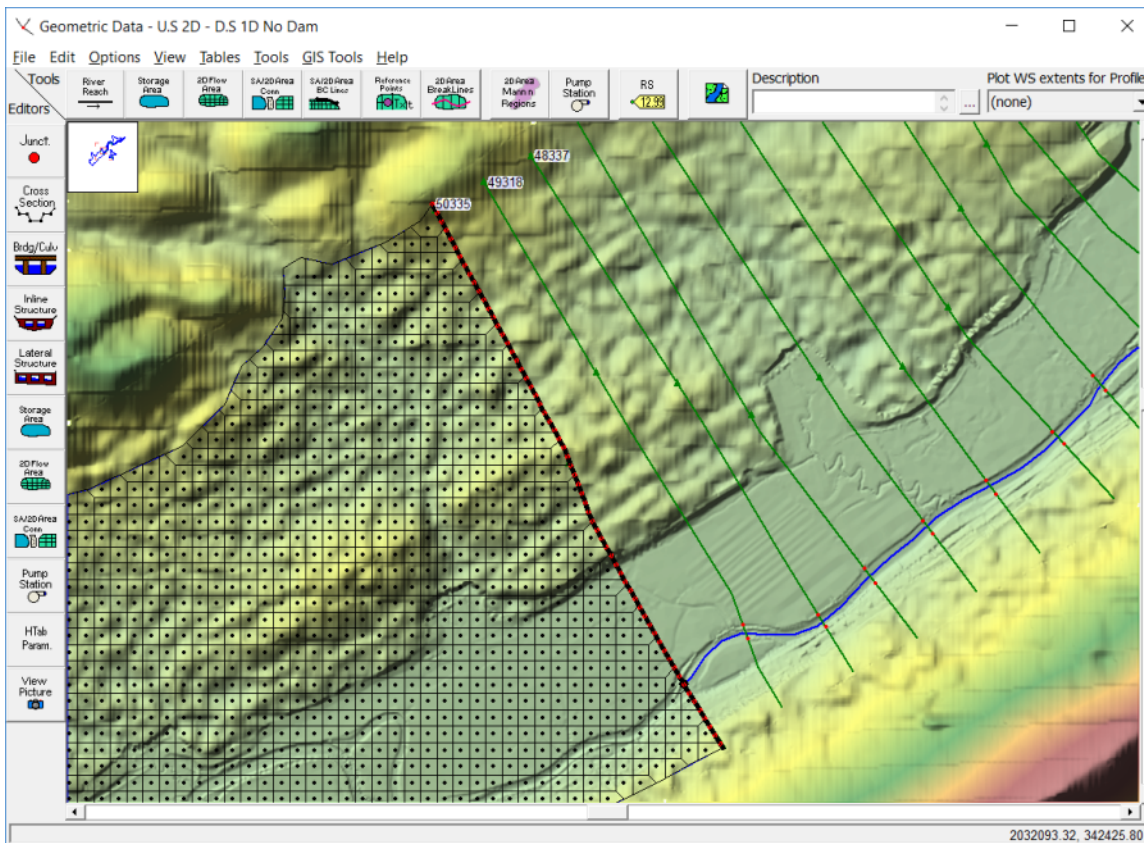 Geometric Data - U.S 2D - D.S 1D No Dam
File Edit Options View Tables Tools GIS Tools Help
Tools
Editors
River
Reach
Storage
Area
2D Flow
Area
SA/2D Area
Conn
SA/2D Area
BC Lines
Reference
Points
2D Area
BreakLines
2D Area
Mann n
Regions
Pump
Station
RS
12.99
Description
...
Plot WS extents for Profile
(none)
Junct.
Cross
Section
Brdg/Culv
Inline
Structure
Lateral
Structure
Storage
Area
2D Flow
Area
SA/2D Area
Conn
Pump
Station
HTab
Param.
View
Picture
48337
49318
50335
2032093.32, 342425.80